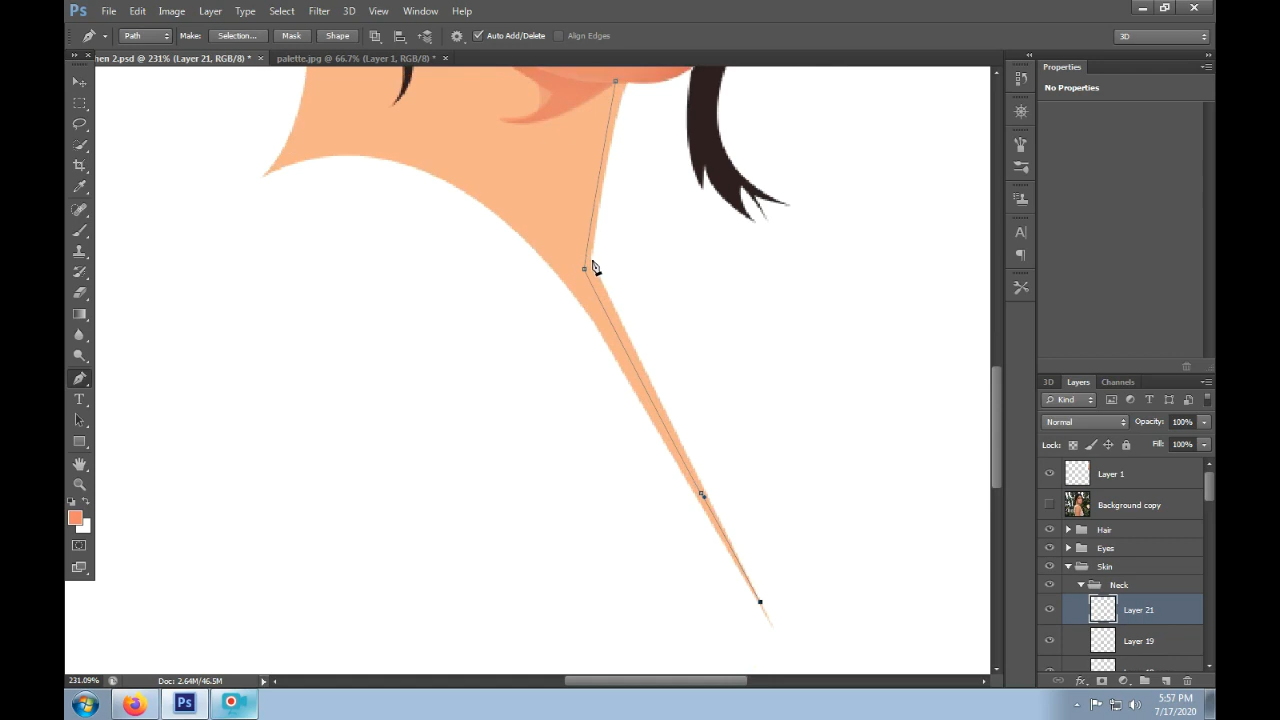 Ps File Edit Image Layer Type Select Filter 3D View Window Help
Path Make: Selection... Mask Shape Auto Add/Delete Align Edges 3D
nen 2.psd @ 231% (Layer 21, RGB/8) * × palette.jpg @ 66.7% (Layer 1, RGB/8) * ×
Properties
No Properties
3D Layers Channels
Kind
Normal Opacity: 100%
Lock: Fill: 100%
Layer 1
Background copy
Hair
Eyes
Skin
Neck
Layer 21
Layer 19
231.09% Doc: 2.64M/46.5M
Ps 5:57 PM
7/17/2020